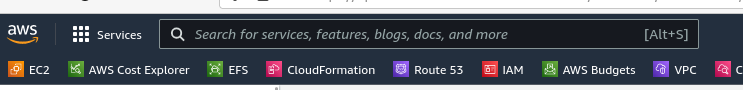 aws Services Search for services, features, blogs, docs, and more [Alt+S]
EC2 AWS Cost Explorer EFS CloudFormation Route 53 IAM AWS Budgets VPC C